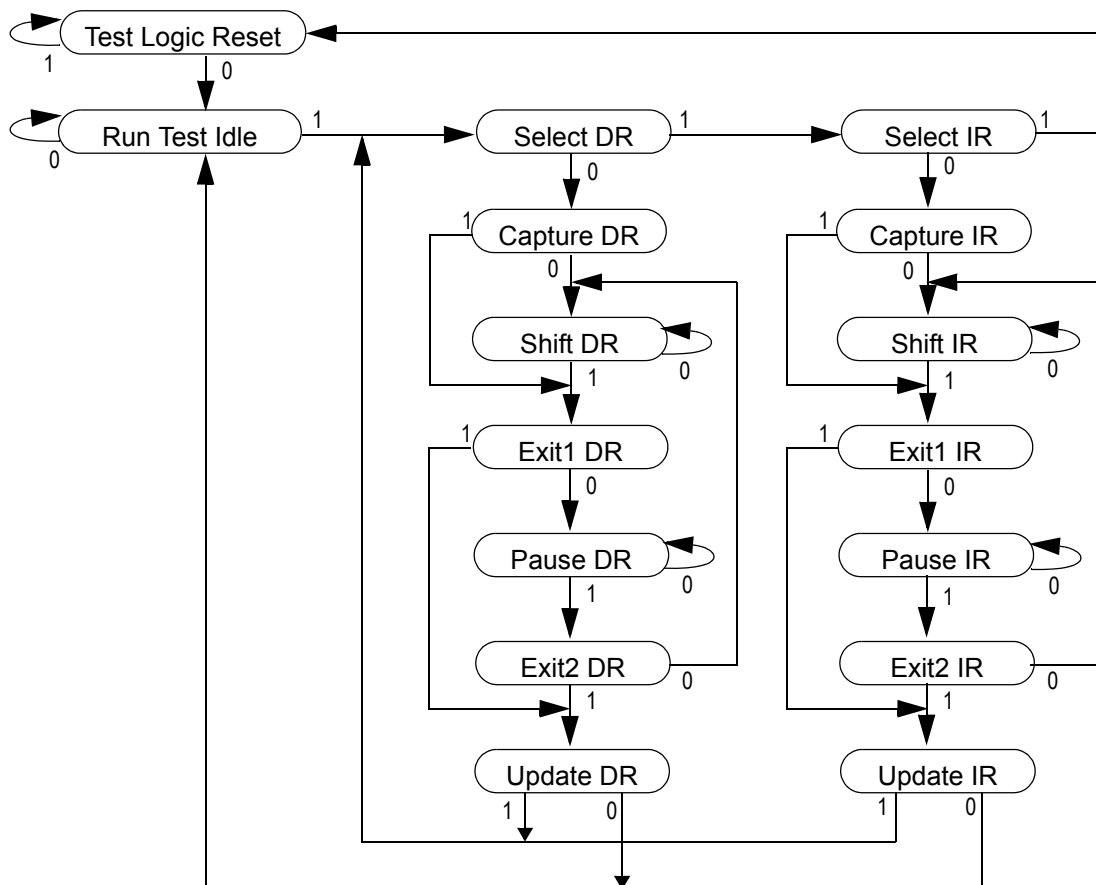 Test Logic Reset
1
0
Run Test Idle
1
0
Select DR
1
0
Select IR
1
0
Capture DR
1
0
Capture IR
1
0
Shift DR
0
1
Shift IR
0
1
Exit1 DR
1
0
Exit1 IR
1
0
Pause DR
0
1
Pause IR
0
1
Exit2 DR
0
1
Exit2 IR
0
1
Update DR
1
0
Update IR
1
0